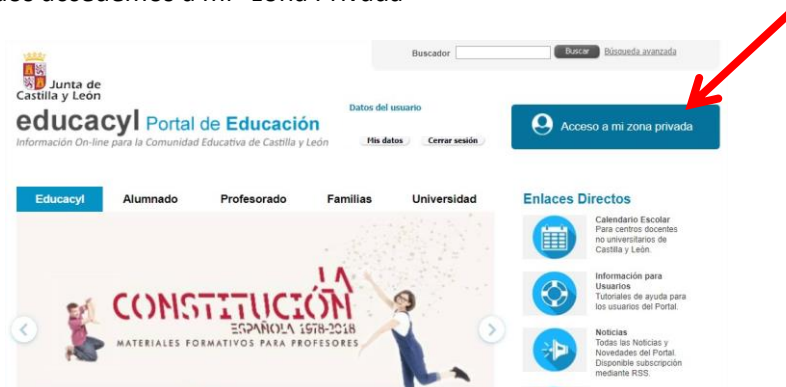 accedemos a mi "Zona Privada"
Buscador
Buscar
Búsqueda avanzada
Junta de
Castilla y León
educacyl Portal de Educación
Información On-line para la Comunidad Educativa de Castilla y León
Datos del usuario
Mis datos
Cerrar sesión
Acceso a mi zona privada
Educacyl
Alumnado
Profesorado
Familias
Universidad
LA
CONSTITUCIÓN
ESPAÑOLA 1978-2018
MATERIALES FORMATIVOS PARA PROFESORES
Enlaces Directos
Calendario Escolar
Para centros docentes
no universitarios de
Castilla y León.
Información para
Usuarios
Tutoriales de ayuda para
los usuarios del Portal.
Noticias
Todas las Noticias y
Novedades del Portal.
Disponible subscripción
mediante RSS.